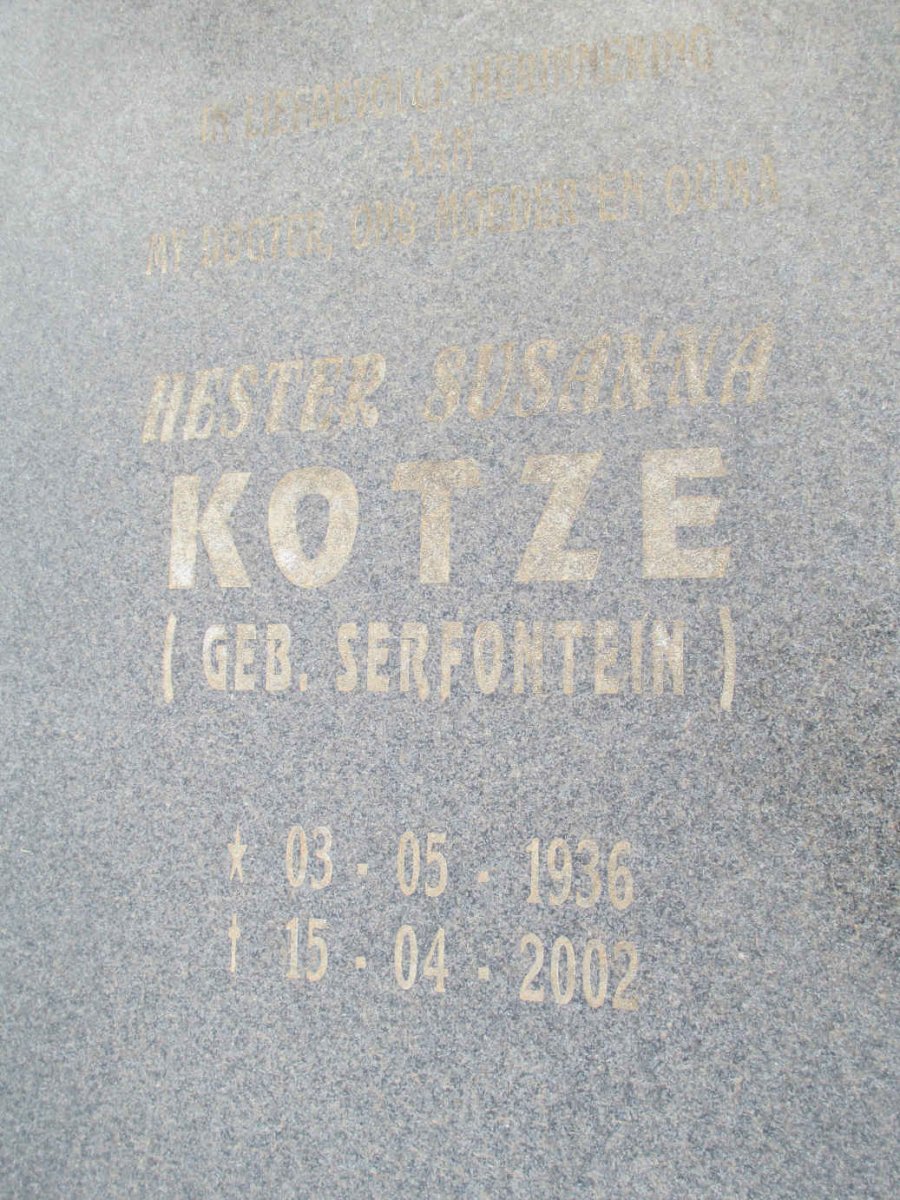 IN LIEFDEVOLLE HERINNERING
AAN
MY DOGTER, ONS MOEDER EN OUMA
HESTER SUSANNA
KOTZE
( GEB. SERFONTEIN )
★ 03 - 05 - 1936
† 15 - 04 - 2002